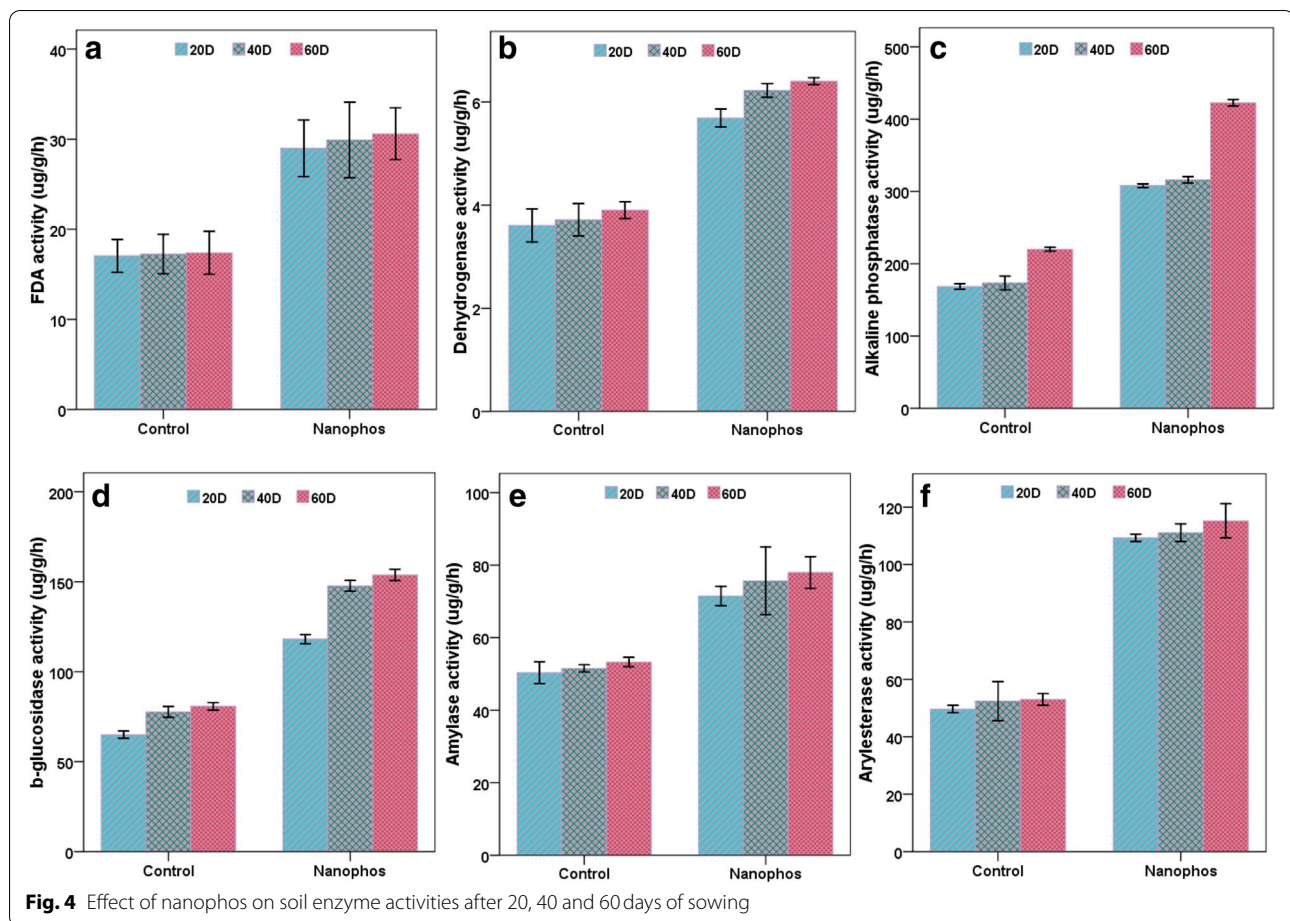 a
20D 40D 60D
FDA activity (ug/g/h)
40
30
20
10
0
Control Nanophos
b
20D 40D 60D
Dehydrogenase activity (ug/g/h)
6
4
2
0
Control Nanophos
c
20D 40D 60D
Alkaline phosphatase activity (ug/g/h)
500
400
300
200
100
0
Control Nanophos
d
20D 40D 60D
b-glucosidase activity (ug/g/h)
200
150
100
50
0
Control Nanophos
e
20D 40D 60D
Amylase activity (ug/g/h)
100
80
60
40
20
0
Control Nanophos
f
20D 40D 60D
Arylesterase activity (ug/g/h)
120
100
80
60
40
20
0
Control Nanophos
Fig. 4 Effect of nanophos on soil enzyme activities after 20, 40 and 60 days of sowing